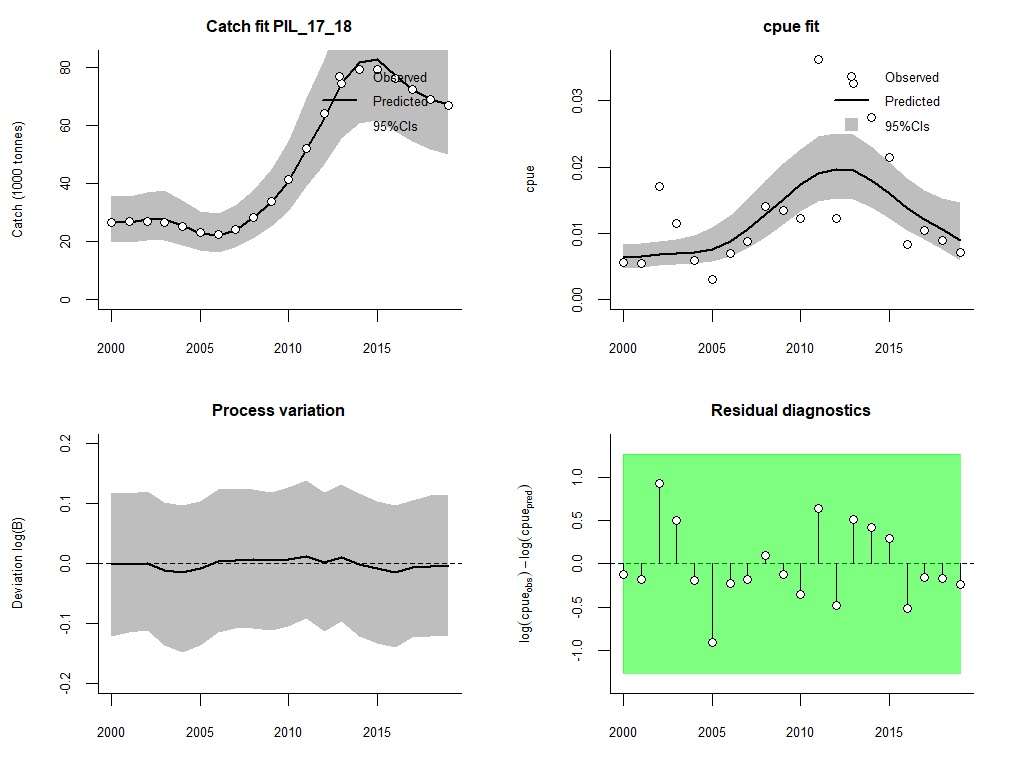 Catch fit PIL_17_18
Catch (1000 tonnes)
80
60
40
20
0
2000 2005 2010 2015
Observed
Predicted
95%CIs
cpue fit
cpue
0.03
0.02
0.01
0.00
2000 2005 2010 2015
Observed
Predicted
95%CIs
Process variation
Deviation log(B)
0.2
0.1
0.0
-0.1
-0.2
2000 2005 2010 2015
Residual diagnostics
log(cpue_obs) − log(cpue_pred)
1.0
0.5
0.0
-0.5
-1.0
2000 2005 2010 2015